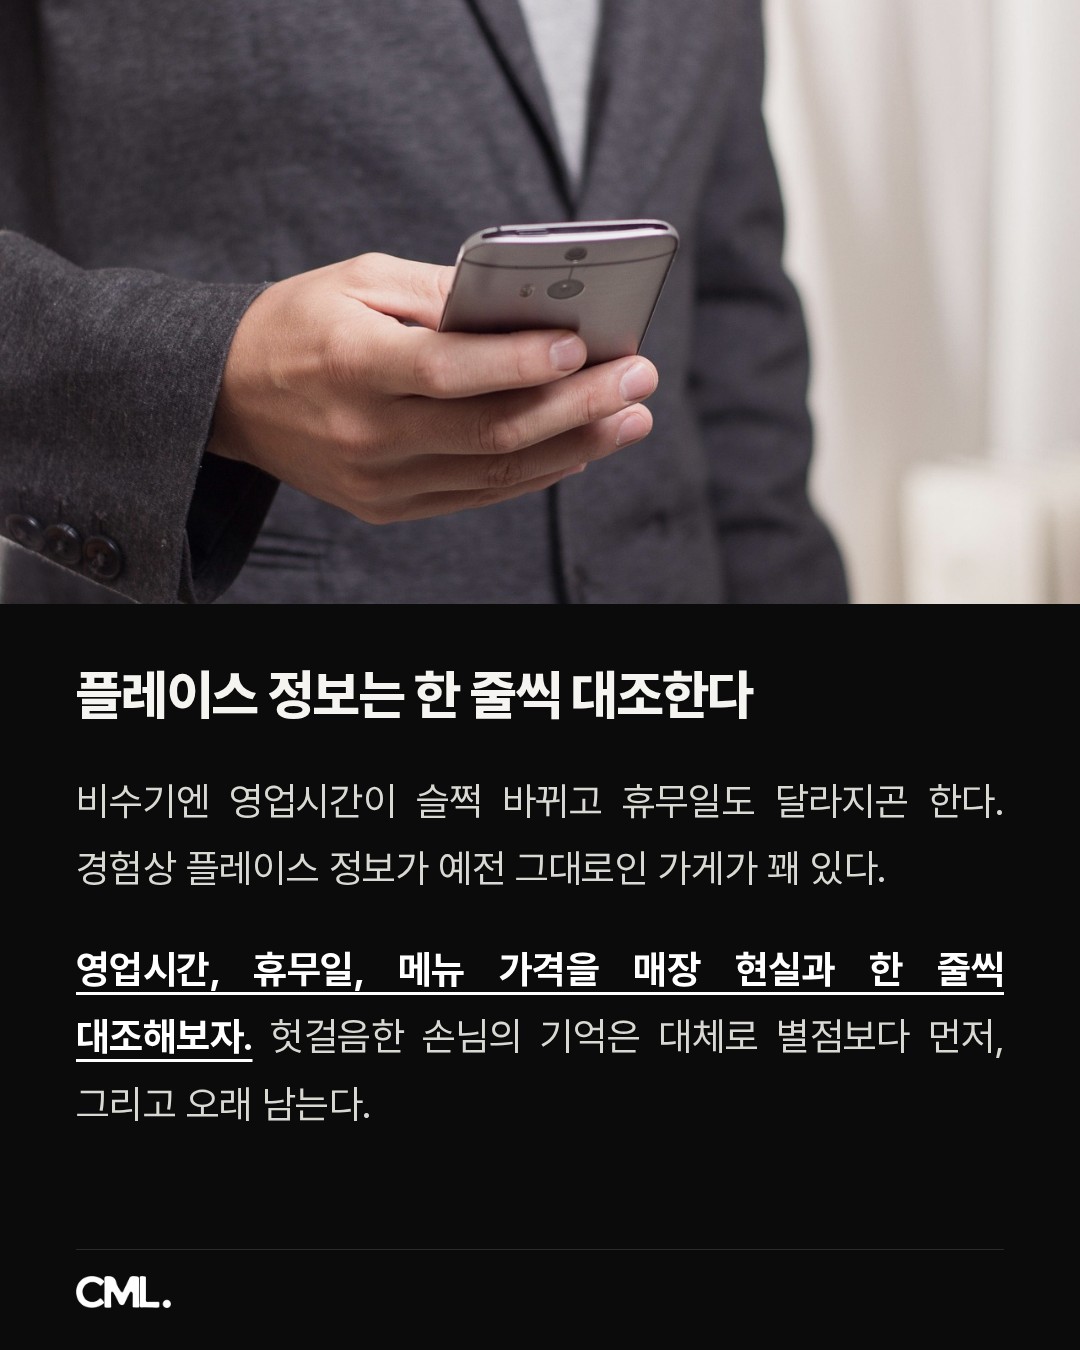 플레이스 정보는 한 줄씩 대조한다
비수기엔 영업시간이 슬쩍 바뀌고 휴무일도 달라지곤 한다.
경험상 플레이스 정보가 예전 그대로인 가게가 꽤 있다.
영업시간, 휴무일, 메뉴 가격을 매장 현실과 한 줄씩
대조해보자. 헛걸음한 손님의 기억은 대체로 별점보다 먼저,
그리고 오래 남는다.
CML.